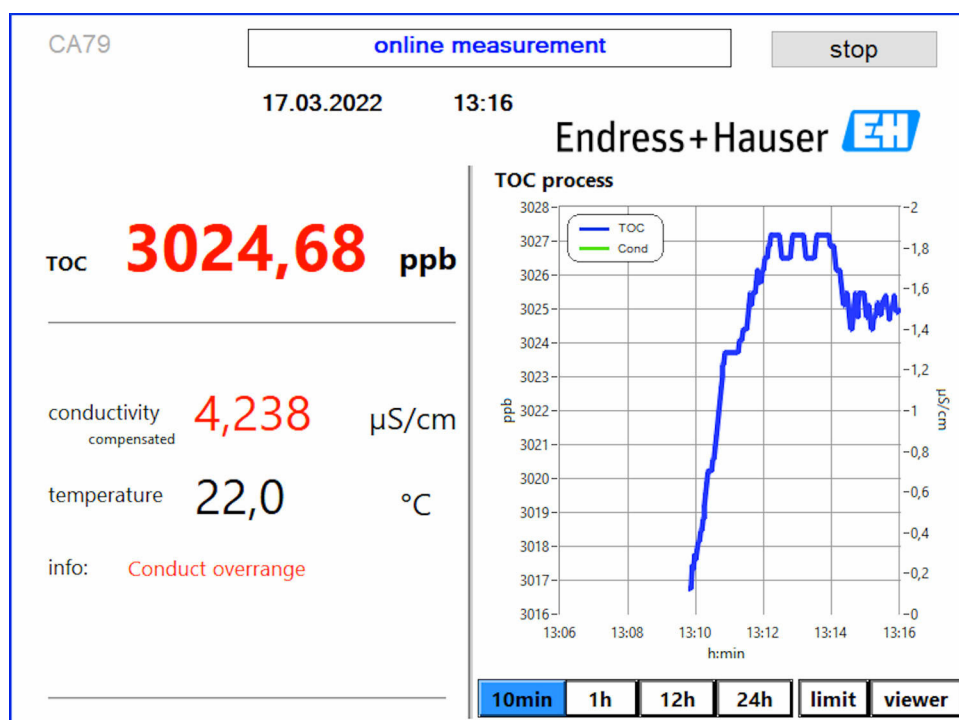 CA79
online measurement
stop
17.03.2022 13:16
Endress+Hauser EH
TOC 3024,68 ppb
conductivity 4,238 µS/cm
compensated
temperature 22,0 °C
info: Conduct overrange
TOC process
TOC
Cond
3028
3027
3026
3025
3024
3023
3022
3021
3020
3019
3018
3017
3016
ppb
2
1,8
1,6
1,4
1,2
1
0,8
0,6
0,4
0,2
0
µS/cm
13:06 13:08 13:10 13:12 13:14 13:16
h:min
10min 1h 12h 24h limit viewer